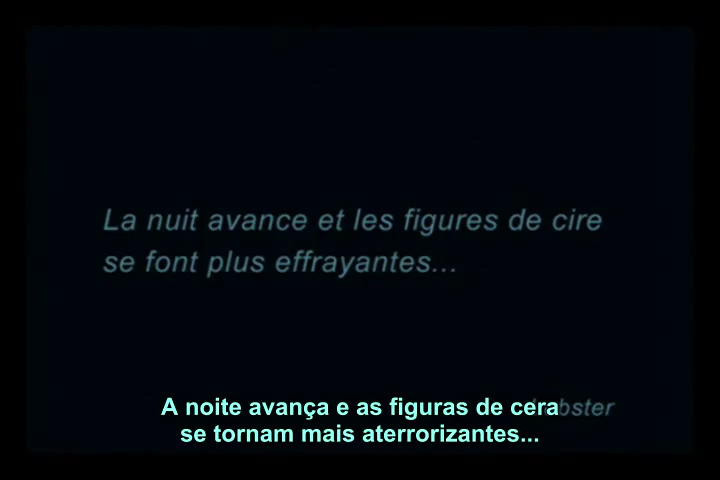 La nuit avance et les figures de cire
se font plus effrayantes...
A noite avança e as figuras de cera
se tornam mais aterrorizantes...